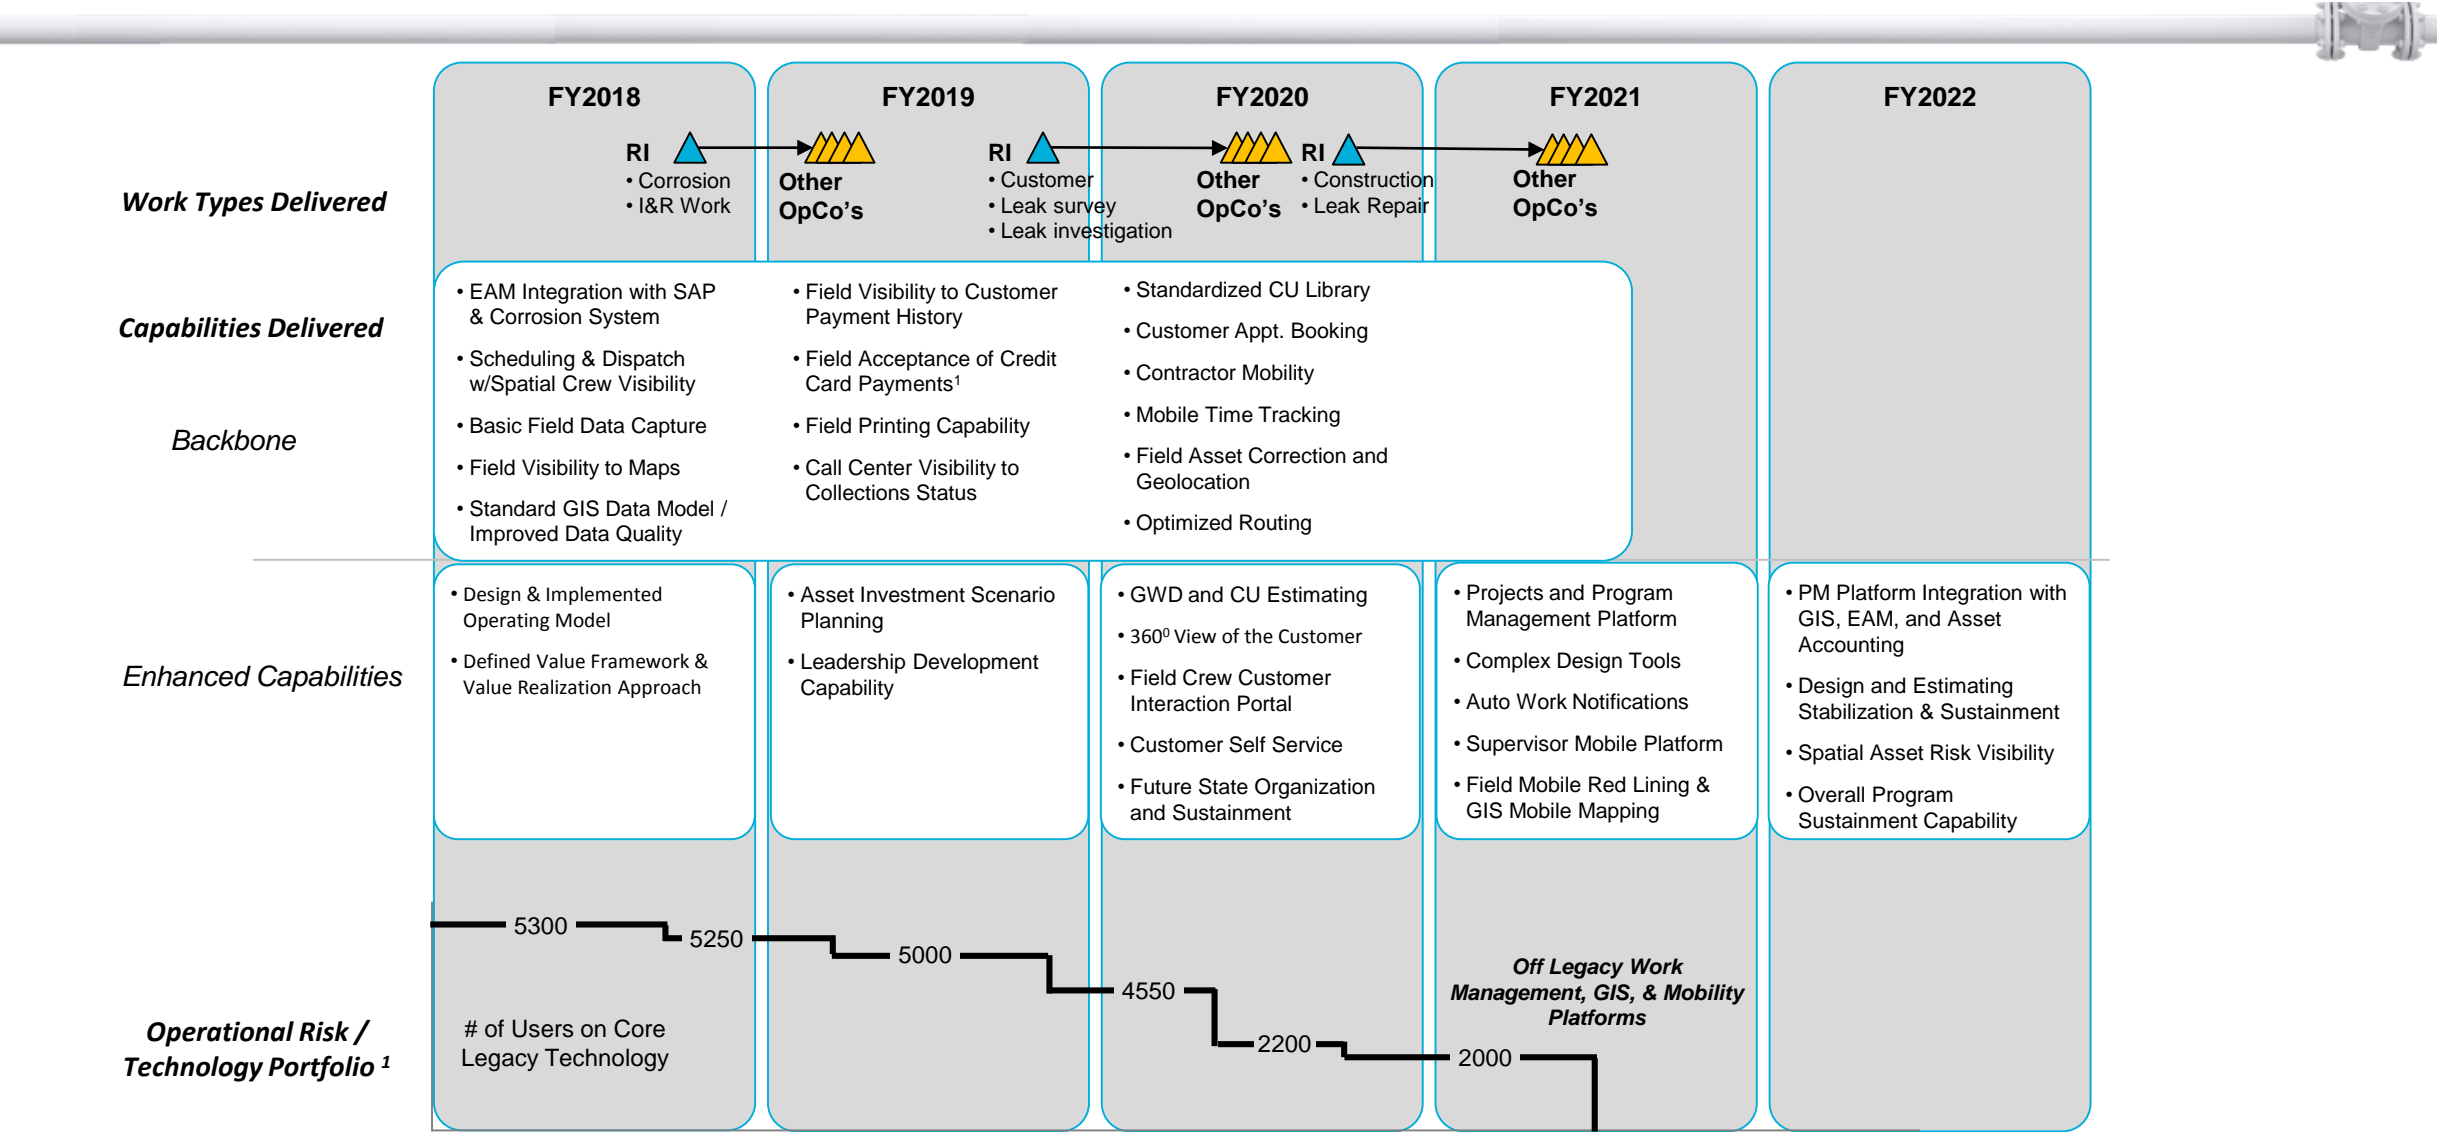 FY2018
FY2019
FY2020
FY2021
FY2022
Work Types Delivered
RI
• Corrosion
• I&R Work
Other
OpCo's
RI
• Customer
• Leak survey
• Leak investigation
Other
OpCo's
RI
• Construction
• Leak Repair
Other
OpCo's
Capabilities Delivered
Backbone
• EAM Integration with SAP
& Corrosion System
• Scheduling & Dispatch
w/Spatial Crew Visibility
• Basic Field Data Capture
• Field Visibility to Maps
• Standard GIS Data Model /
Improved Data Quality
• Field Visibility to Customer
Payment History
• Field Acceptance of Credit
Card Payments¹
• Field Printing Capability
• Call Center Visibility to
Collections Status
• Standardized CU Library
• Customer Appt. Booking
• Contractor Mobility
• Mobile Time Tracking
• Field Asset Correction and
Geolocation
• Optimized Routing
Enhanced Capabilities
• Design & Implemented
Operating Model
• Defined Value Framework &
Value Realization Approach
• Asset Investment Scenario
Planning
• Leadership Development
Capability
• GWD and CU Estimating
• 360⁰ View of the Customer
• Field Crew Customer
Interaction Portal
• Customer Self Service
• Future State Organization
and Sustainment
• Projects and Program
Management Platform
• Complex Design Tools
• Auto Work Notifications
• Supervisor Mobile Platform
• Field Mobile Red Lining &
GIS Mobile Mapping
• PM Platform Integration with
GIS, EAM, and Asset
Accounting
• Design and Estimating
Stabilization & Sustainment
• Spatial Asset Risk Visibility
• Overall Program
Sustainment Capability
Operational Risk /
Technology Portfolio ¹
5300
5250
5000
4550
2200
2000
# of Users on Core
Legacy Technology
Off Legacy Work
Management, GIS, & Mobility
Platforms